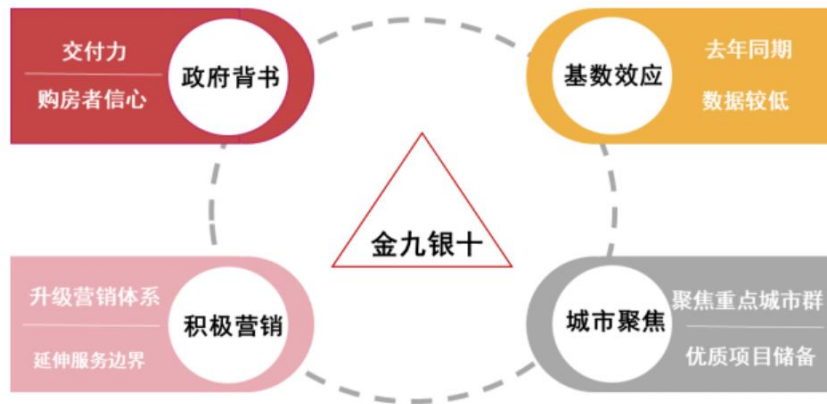 交付力
购房者信心
政府背书
基数效应
去年同期
数据较低
金九银十
升级营销体系
延伸服务边界
积极营销
城市聚焦
聚焦重点城市群
优质项目储备